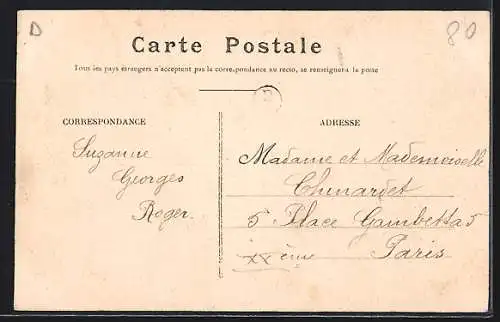 D
80
Carte Postale
Tous les pays étrangers n'acceptent pas la correspondance au recto, se renseigner à la poste
CORRESPONDANCE
ADRESSE
Suzanne
Georges
Roger.
Madame et Mademoiselle
Chenardet
5 Place Gambetta 5
XXème Paris